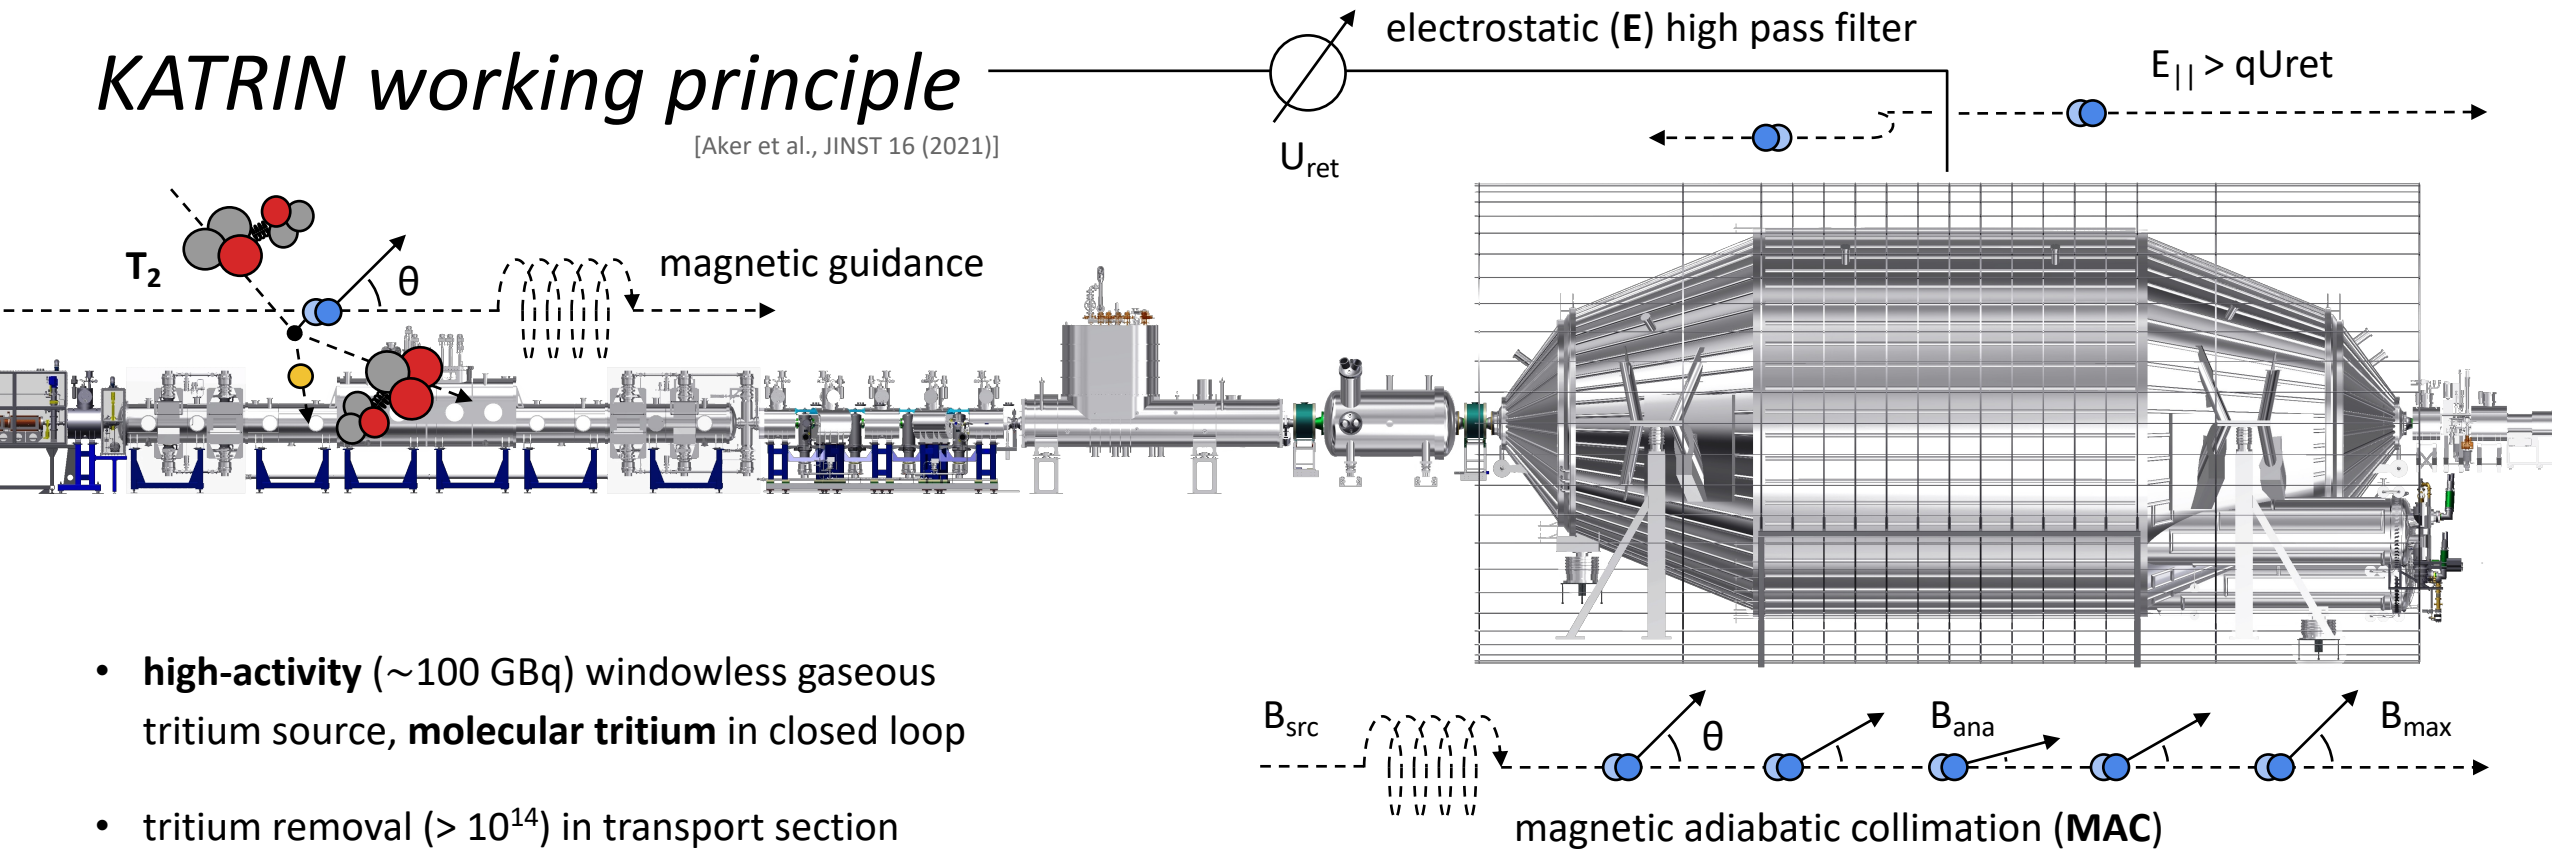 KATRIN working principle
[Aker et al., JINST 16 (2021)]
electrostatic (E) high pass filter
E|| > qUret
Uret
T2
θ
magnetic guidance
• high-activity (~100 GBq) windowless gaseous
tritium source, molecular tritium in closed loop
• tritium removal (> 10^14) in transport section
Bsrc
θ
Bana
Bmax
magnetic adiabatic collimation (MAC)